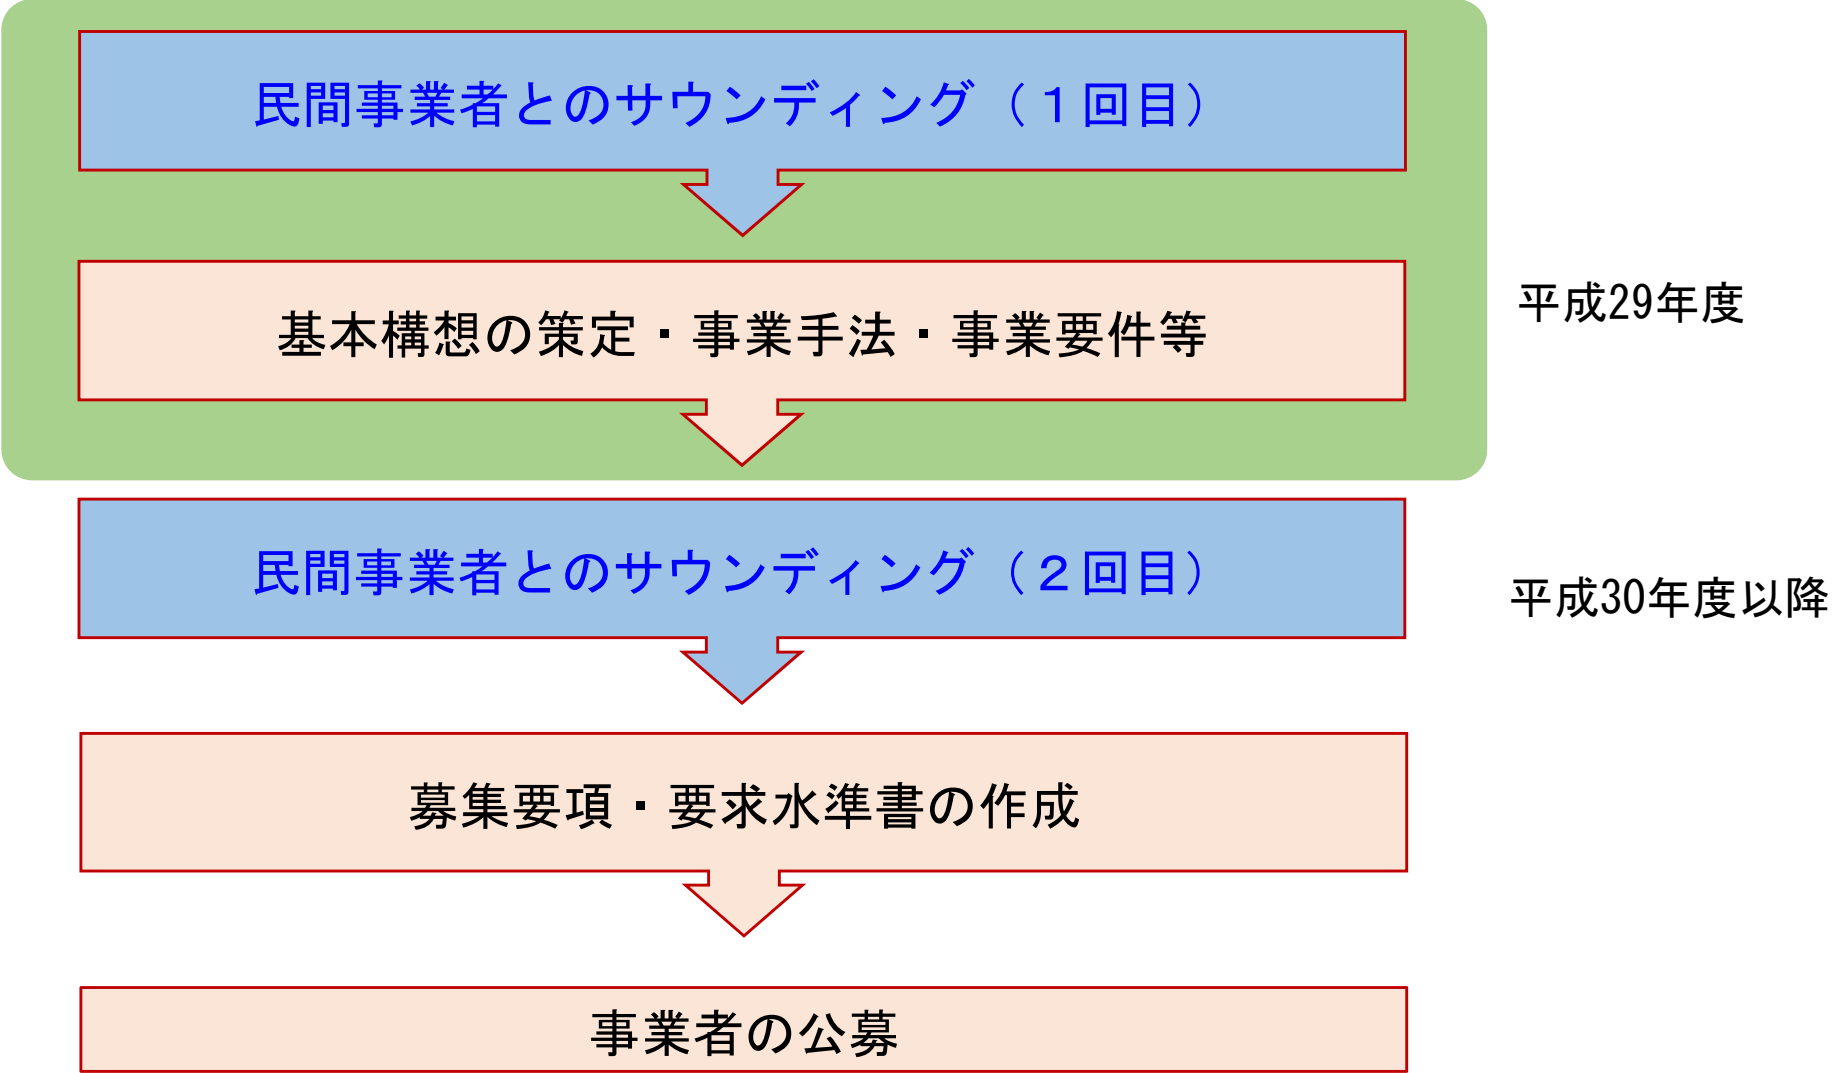 民間事業者とのサウンディング（１回目）
基本構想の策定・事業手法・事業要件等
平成29年度
民間事業者とのサウンディング（２回目）
平成30年度以降
募集要項・要求水準書の作成
事業者の公募